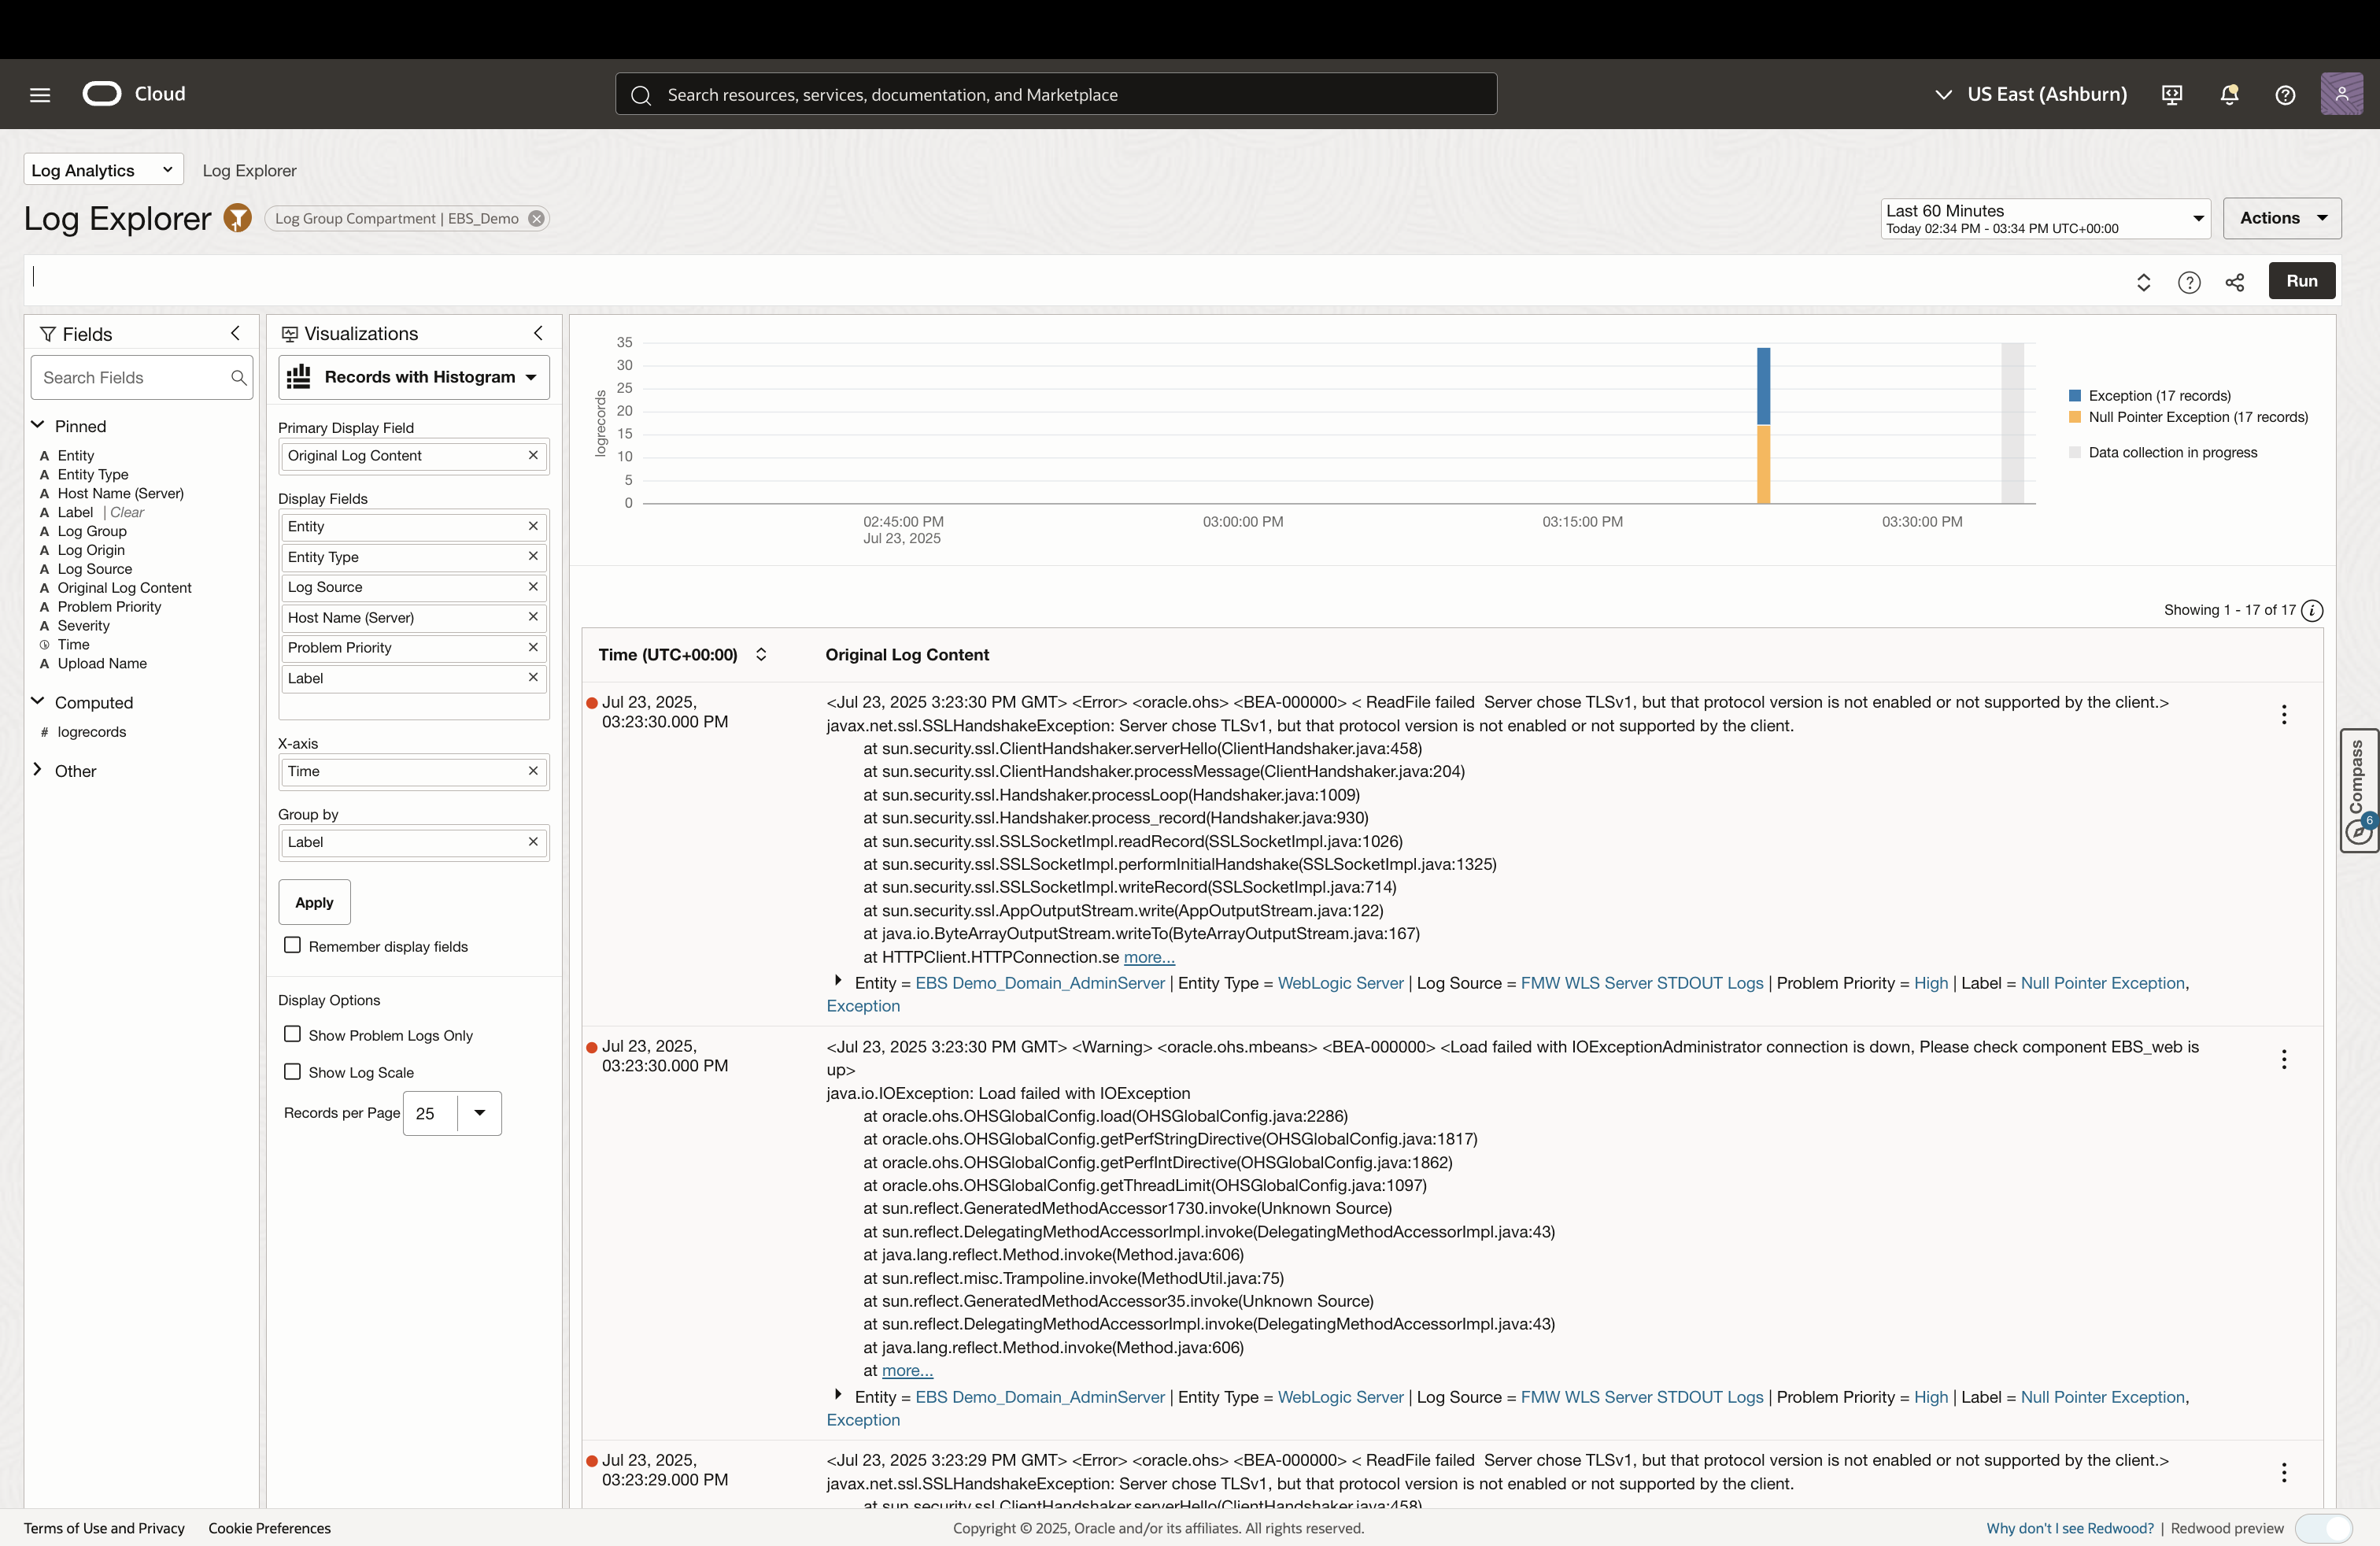 Cloud
Search resources, services, documentation, and Marketplace
US East (Ashburn)
Log Analytics
Log Explorer
Log Explorer
Log Group Compartment | EBS_Demo
Last 60 Minutes
Today 02:34 PM - 03:34 PM UTC+00:00
Actions
Run
Fields
Search Fields
Pinned
A Entity
A Entity Type
A Host Name (Server)
A Label | Clear
A Log Group
A Log Origin
A Log Source
A Original Log Content
A Problem Priority
A Severity
Time
A Upload Name
Computed
# logrecords
Other
Visualizations
Records with Histogram
Primary Display Field
Original Log Content
Display Fields
Entity
Entity Type
Log Source
Host Name (Server)
Problem Priority
Label
X-axis
Time
Group by
Label
Apply
Remember display fields
Display Options
Show Problem Logs Only
Show Log Scale
Records per Page 25
logrecords
35
30
25
20
15
10
5
0
02:45:00 PM
Jul 23, 2025
03:00:00 PM
03:15:00 PM
03:30:00 PM
Exception (17 records)
Null Pointer Exception (17 records)
Data collection in progress
Showing 1 - 17 of 17
Time (UTC+00:00)
Original Log Content
Jul 23, 2025,
03:23:30.000 PM
<Jul 23, 2025 3:23:30 PM GMT> <Error> <oracle.ohs> <BEA-000000> < ReadFile failed  Server chose TLSv1, but that protocol version is not enabled or not supported by the client.>
javax.net.ssl.SSLHandshakeException: Server chose TLSv1, but that protocol version is not enabled or not supported by the client.
at sun.security.ssl.ClientHandshaker.serverHello(ClientHandshaker.java:458)
at sun.security.ssl.ClientHandshaker.processMessage(ClientHandshaker.java:204)
at sun.security.ssl.Handshaker.processLoop(Handshaker.java:1009)
at sun.security.ssl.Handshaker.process_record(Handshaker.java:930)
at sun.security.ssl.SSLSocketImpl.readRecord(SSLSocketImpl.java:1026)
at sun.security.ssl.SSLSocketImpl.performInitialHandshake(SSLSocketImpl.java:1325)
at sun.security.ssl.SSLSocketImpl.writeRecord(SSLSocketImpl.java:714)
at sun.security.ssl.AppOutputStream.write(AppOutputStream.java:122)
at java.io.ByteArrayOutputStream.writeTo(ByteArrayOutputStream.java:167)
at HTTPClient.HTTPConnection.se more...
Entity = EBS Demo_Domain_AdminServer | Entity Type = WebLogic Server | Log Source = FMW WLS Server STDOUT Logs | Problem Priority = High | Label = Null Pointer Exception,
Exception
Jul 23, 2025,
03:23:30.000 PM
<Jul 23, 2025 3:23:30 PM GMT> <Warning> <oracle.ohs.mbeans> <BEA-000000> <Load failed with IOExceptionAdministrator connection is down, Please check component EBS_web is
up>
java.io.IOException: Load failed with IOException
at oracle.ohs.OHSGlobalConfig.load(OHSGlobalConfig.java:2286)
at oracle.ohs.OHSGlobalConfig.getPerfStringDirective(OHSGlobalConfig.java:1817)
at oracle.ohs.OHSGlobalConfig.getPerfIntDirective(OHSGlobalConfig.java:1862)
at oracle.ohs.OHSGlobalConfig.getThreadLimit(OHSGlobalConfig.java:1097)
at sun.reflect.GeneratedMethodAccessor1730.invoke(Unknown Source)
at sun.reflect.DelegatingMethodAccessorImpl.invoke(DelegatingMethodAccessorImpl.java:43)
at java.lang.reflect.Method.invoke(Method.java:606)
at sun.reflect.misc.Trampoline.invoke(MethodUtil.java:75)
at sun.reflect.GeneratedMethodAccessor35.invoke(Unknown Source)
at sun.reflect.DelegatingMethodAccessorImpl.invoke(DelegatingMethodAccessorImpl.java:43)
at java.lang.reflect.Method.invoke(Method.java:606)
at more...
Entity = EBS Demo_Domain_AdminServer | Entity Type = WebLogic Server | Log Source = FMW WLS Server STDOUT Logs | Problem Priority = High | Label = Null Pointer Exception,
Exception
Jul 23, 2025,
03:23:29.000 PM
<Jul 23, 2025 3:23:29 PM GMT> <Error> <oracle.ohs> <BEA-000000> < ReadFile failed  Server chose TLSv1, but that protocol version is not enabled or not supported by the client.>
javax.net.ssl.SSLHandshakeException: Server chose TLSv1, but that protocol version is not enabled or not supported by the client.
at sun.security.ssl.ClientHandshaker.serverHello(ClientHandshaker.java:458)
Compass
6
Terms of Use and Privacy
Cookie Preferences
Copyright © 2025, Oracle and/or its affiliates. All rights reserved.
Why don't I see Redwood? | Redwood preview